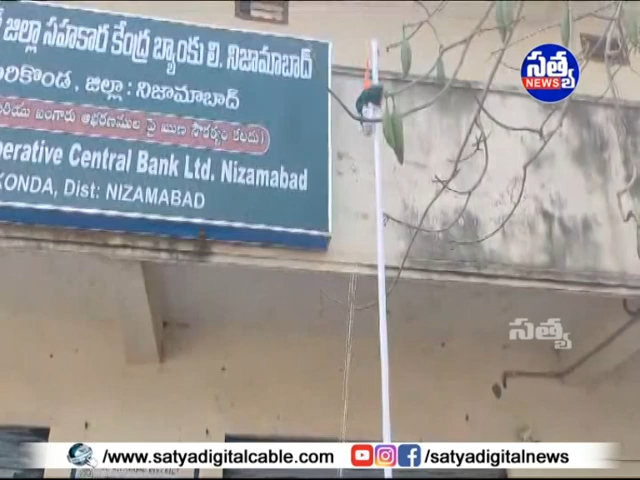 జిల్లా సహకార కేంద్ర బ్యాంకు లి. నిజామాబాద్
రికొండ, జిల్లా : నిజామాబాద్
బంగారు ఆభరణముల పై ఋణ సౌకర్యం కలదు
erative Central Bank Ltd. Nizamabad
KONDA, Dist: NIZAMABAD
సత్య
NEWS
సత్య
www.satyadigitalcable.com
/satyadigitalnews